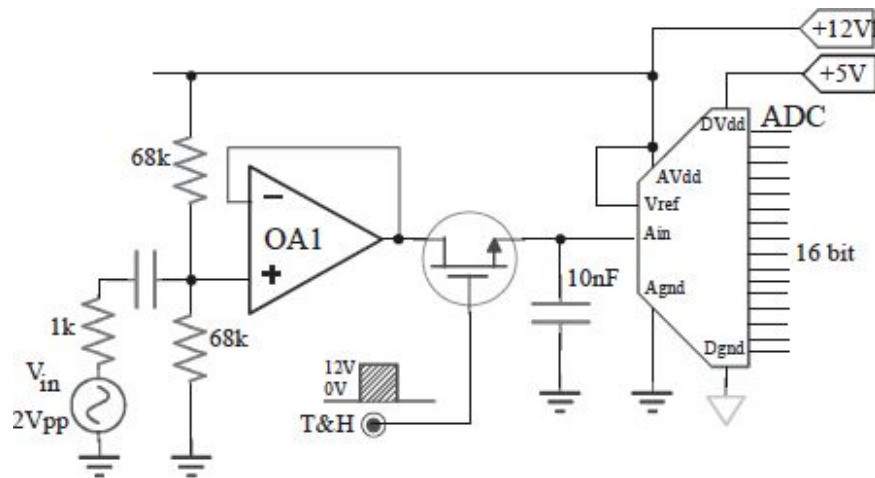 +12V
+5V
ADC
DVdd
68k
AVdd
Vref
OA1
Ain
16 bit
10nF
Agnd
1k
68k
Dgnd
Vin
2Vpp
12V
0V
T&H